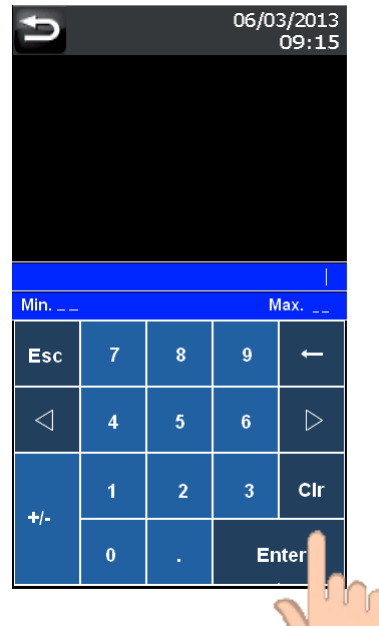 06/03/2013
09:15
Min. _ _ Max. _ _
Esc 7 8 9 ←
◁ 4 5 6 ▷
+/- 1 2 3 Clr
0 . Enter